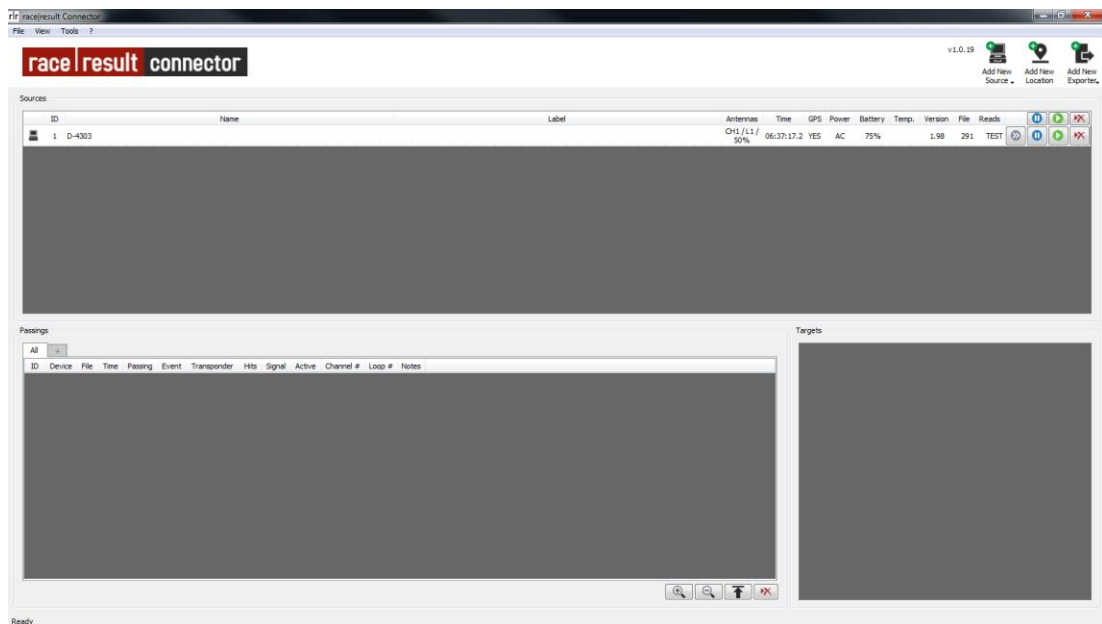 race|result Connector
File View Tools ?
race|result connector
v1.0.19
Add New Source
Add New Location
Add New Exporter
Sources
ID Name Label Antennas Time GPS Power Battery Temp. Version File Reads
1 D-4303 CH1/L1/ 50% 06:37:17.2 YES AC 75% 1.98 291 TEST
Passings
Targets
All +
ID Device File Time Passing Event Transponder Hits Signal Active Channel # Loop # Notes
Ready